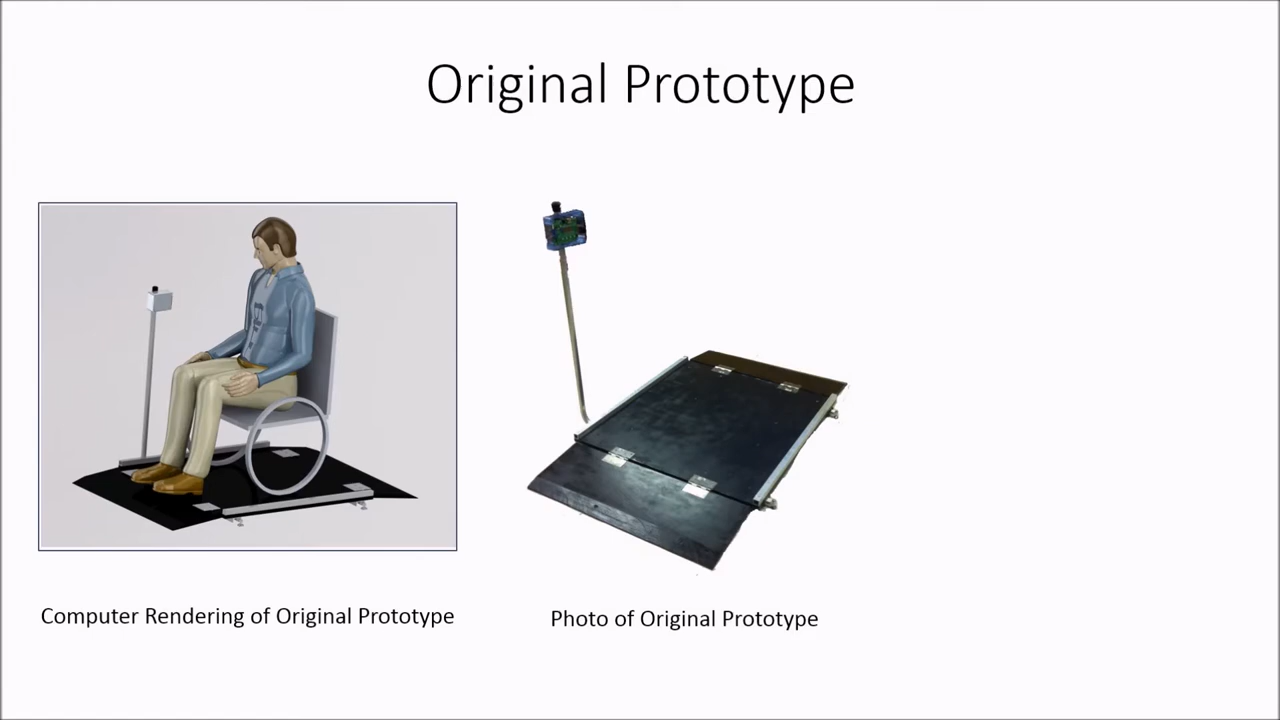 Original Prototype
Computer Rendering of Original Prototype
Photo of Original Prototype